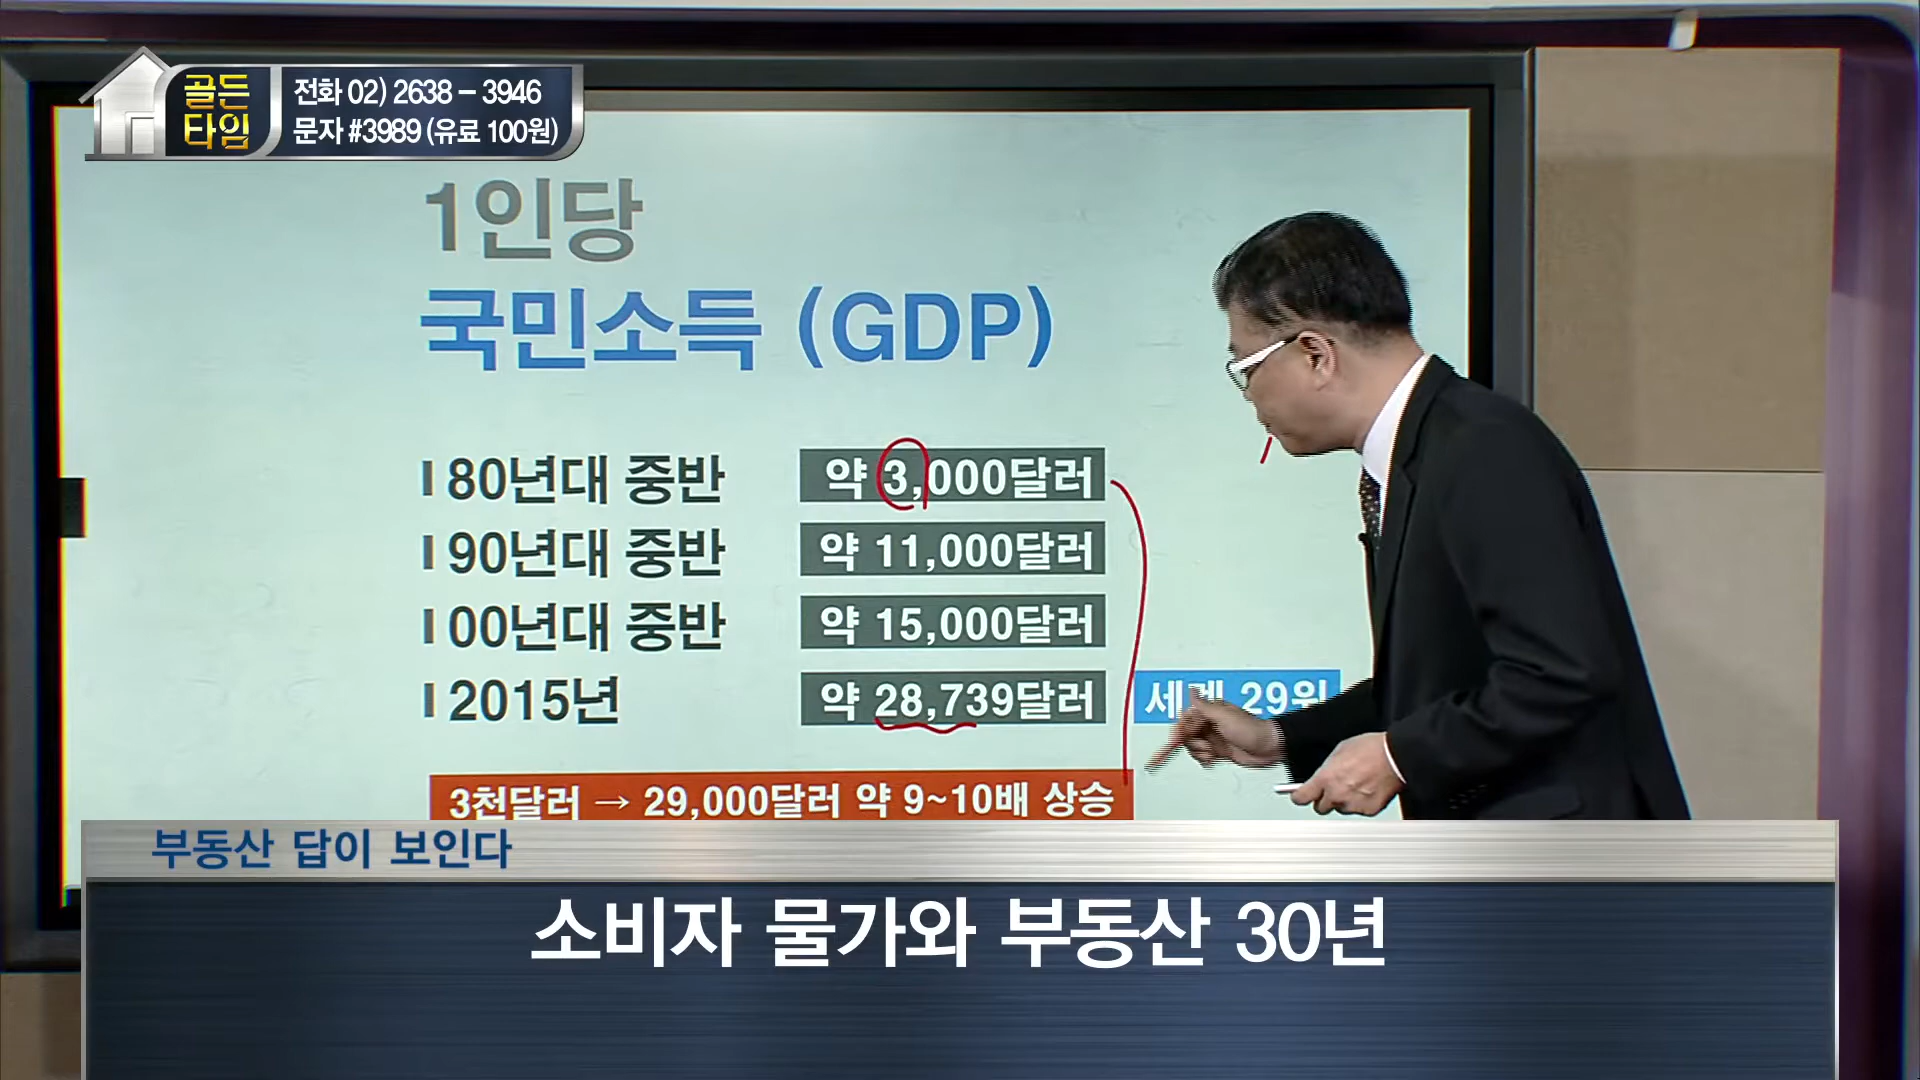 골든
타임
전화 02) 2638 – 3946
문자 #3989 (유료 100원)
1인당
국민소득 (GDP)
80년대 중반 약 3,000달러
90년대 중반 약 11,000달러
00년대 중반 약 15,000달러
2015년 약 28,739달러 세계 29위
3천달러 → 29,000달러 약 9~10배 상승
부동산 답이 보인다
소비자 물가와 부동산 30년